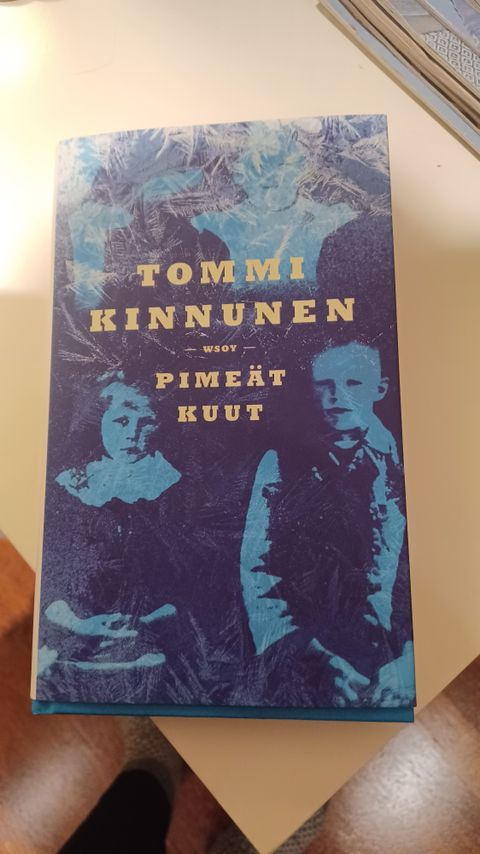 TOMMI
KINNUNEN
— WSOY —
PIMEÄT
KUUT